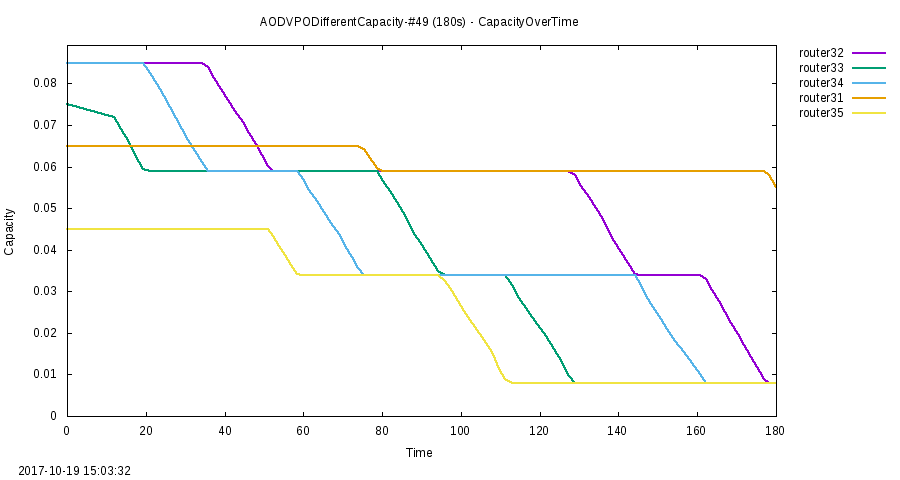 AODVPODifferentCapacity-#49 (180s) - CapacityOverTime
router32
router33
router34
router31
router35
0.08
0.07
0.06
0.05
0.04
0.03
0.02
0.01
0
Capacity
0 20 40 60 80 100 120 140 160 180
Time
2017-10-19 15:03:32